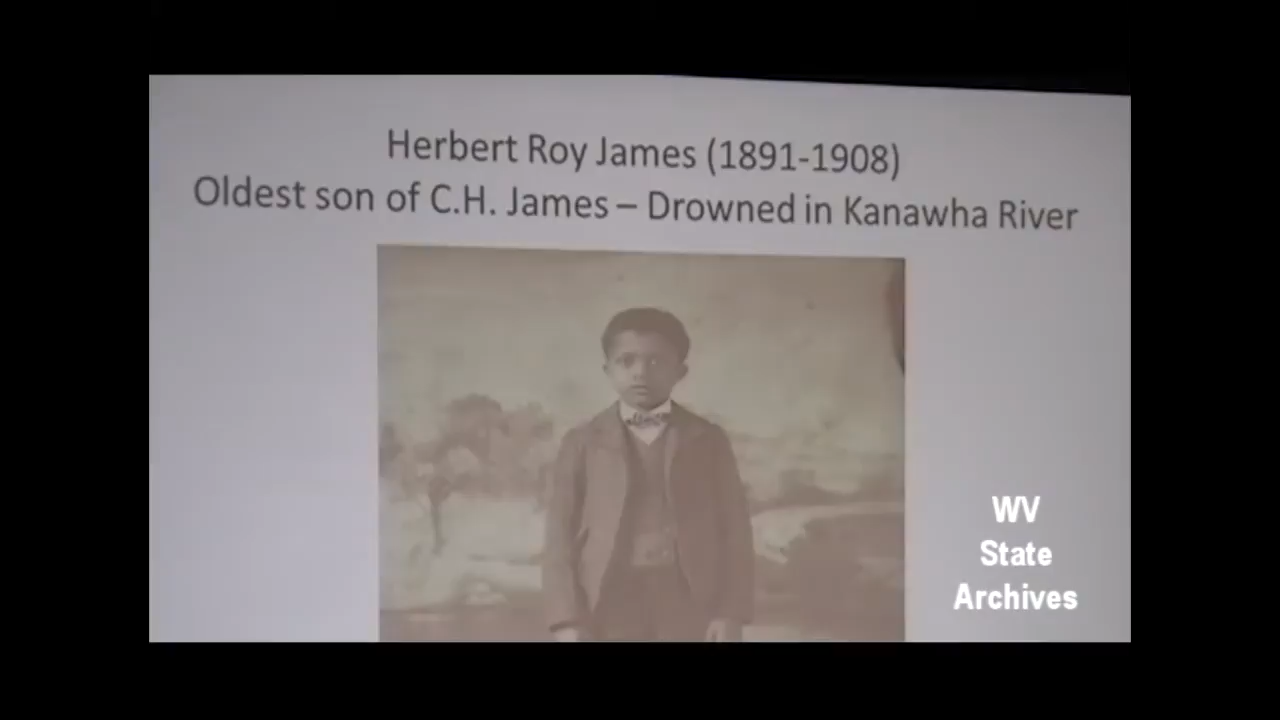 Herbert Roy James (1891-1908)
Oldest son of C.H. James – Drowned in Kanawha River
WV
State
Archives